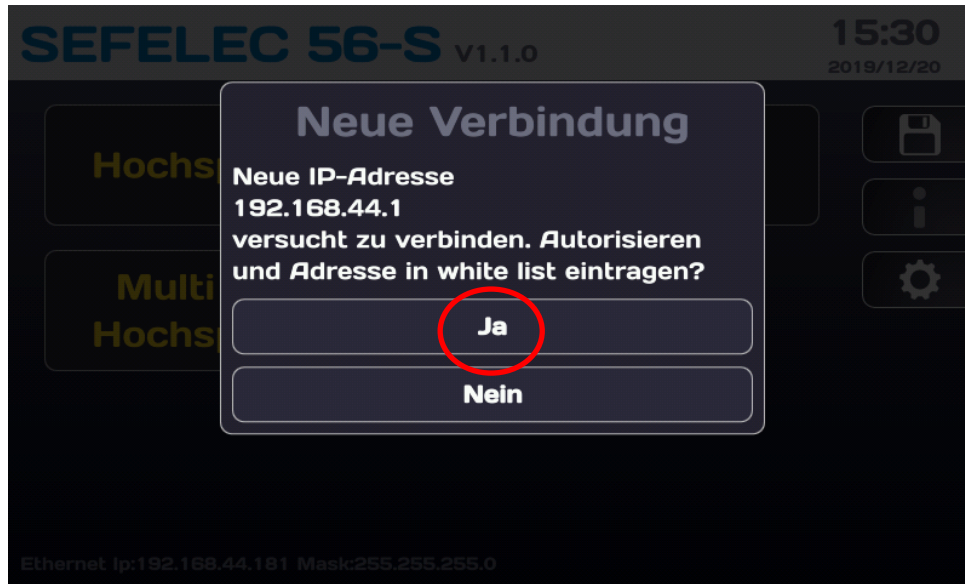 SEFELEC 56-S V1.1.0
15:30
2019/12/20
Neue Verbindung
Hochs
Neue IP-Adresse
192.168.44.1
versucht zu verbinden. Autorisieren
und Adresse in white list eintragen?
Multi
Hochs
Ja
Nein
Ethernet Ip:192.168.44.181 Mask:255.255.255.0